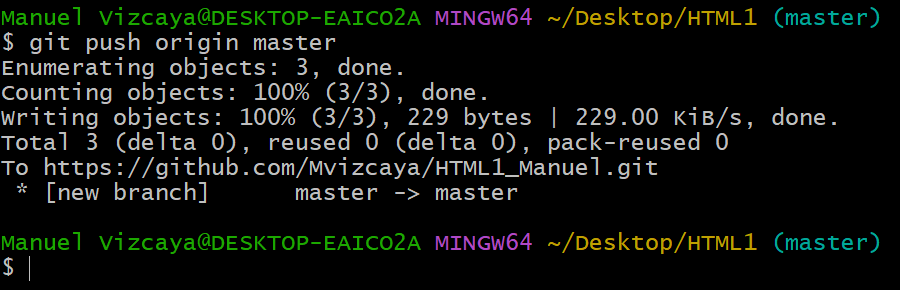 Manuel Vizcaya@DESKTOP-EAICO2A MINGW64 ~/Desktop/HTML1 (master)
$ git push origin master
Enumerating objects: 3, done.
Counting objects: 100% (3/3), done.
Writing objects: 100% (3/3), 229 bytes | 229.00 KiB/s, done.
Total 3 (delta 0), reused 0 (delta 0), pack-reused 0
To https://github.com/Mvizcaya/HTML1_Manuel.git
 * [new branch]      master -> master
Manuel Vizcaya@DESKTOP-EAICO2A MINGW64 ~/Desktop/HTML1 (master)
$